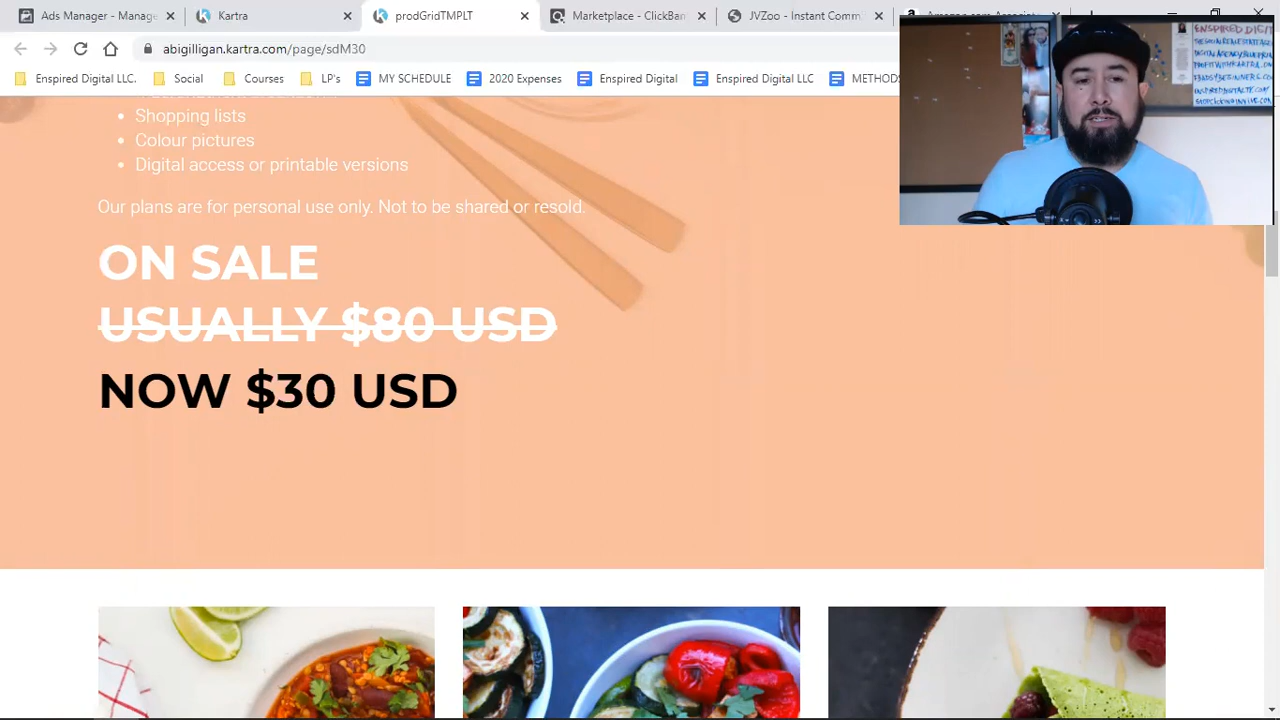 Ads Manager - Manage
Kartra
prodGridTMPLT
Marketplace - ClickBan
JVZoo - Instant Comm
abigilligan.kartra.com/page/sdM30
Enspired Digital LLC.
Social
Courses
LP's
MY SCHEDULE
2020 Expenses
Enspired Digital
Enspired Digital LLC
METHODS
ENSPIRED DIGIT
Shopping lists
Colour pictures
Digital access or printable versions
Our plans are for personal use only. Not to be shared or resold.
ON SALE
USUALLY $80 USD
NOW $30 USD